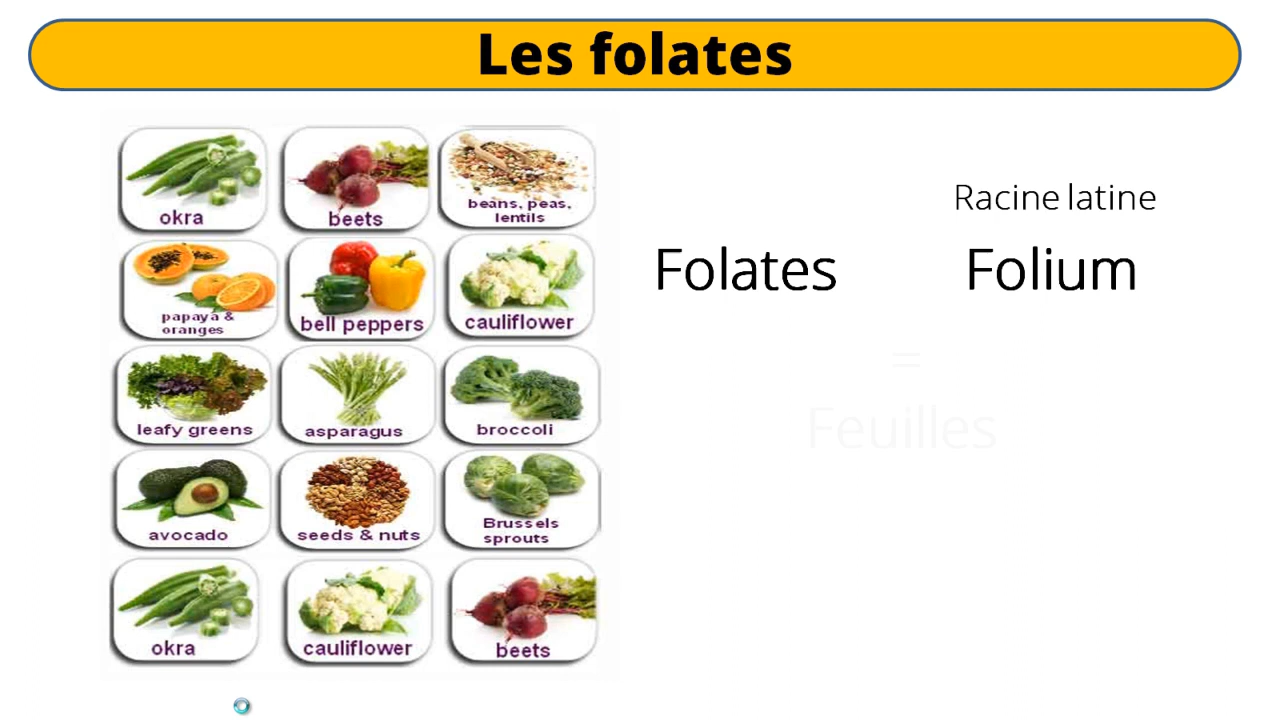 Les folates
okra
beets
beans, peas,
lentils
papaya &
oranges
bell peppers
cauliflower
leafy greens
asparagus
broccoli
avocado
seeds & nuts
Brussels
sprouts
okra
cauliflower
beets
Racine latine
Folates
Folium
=
Feuilles